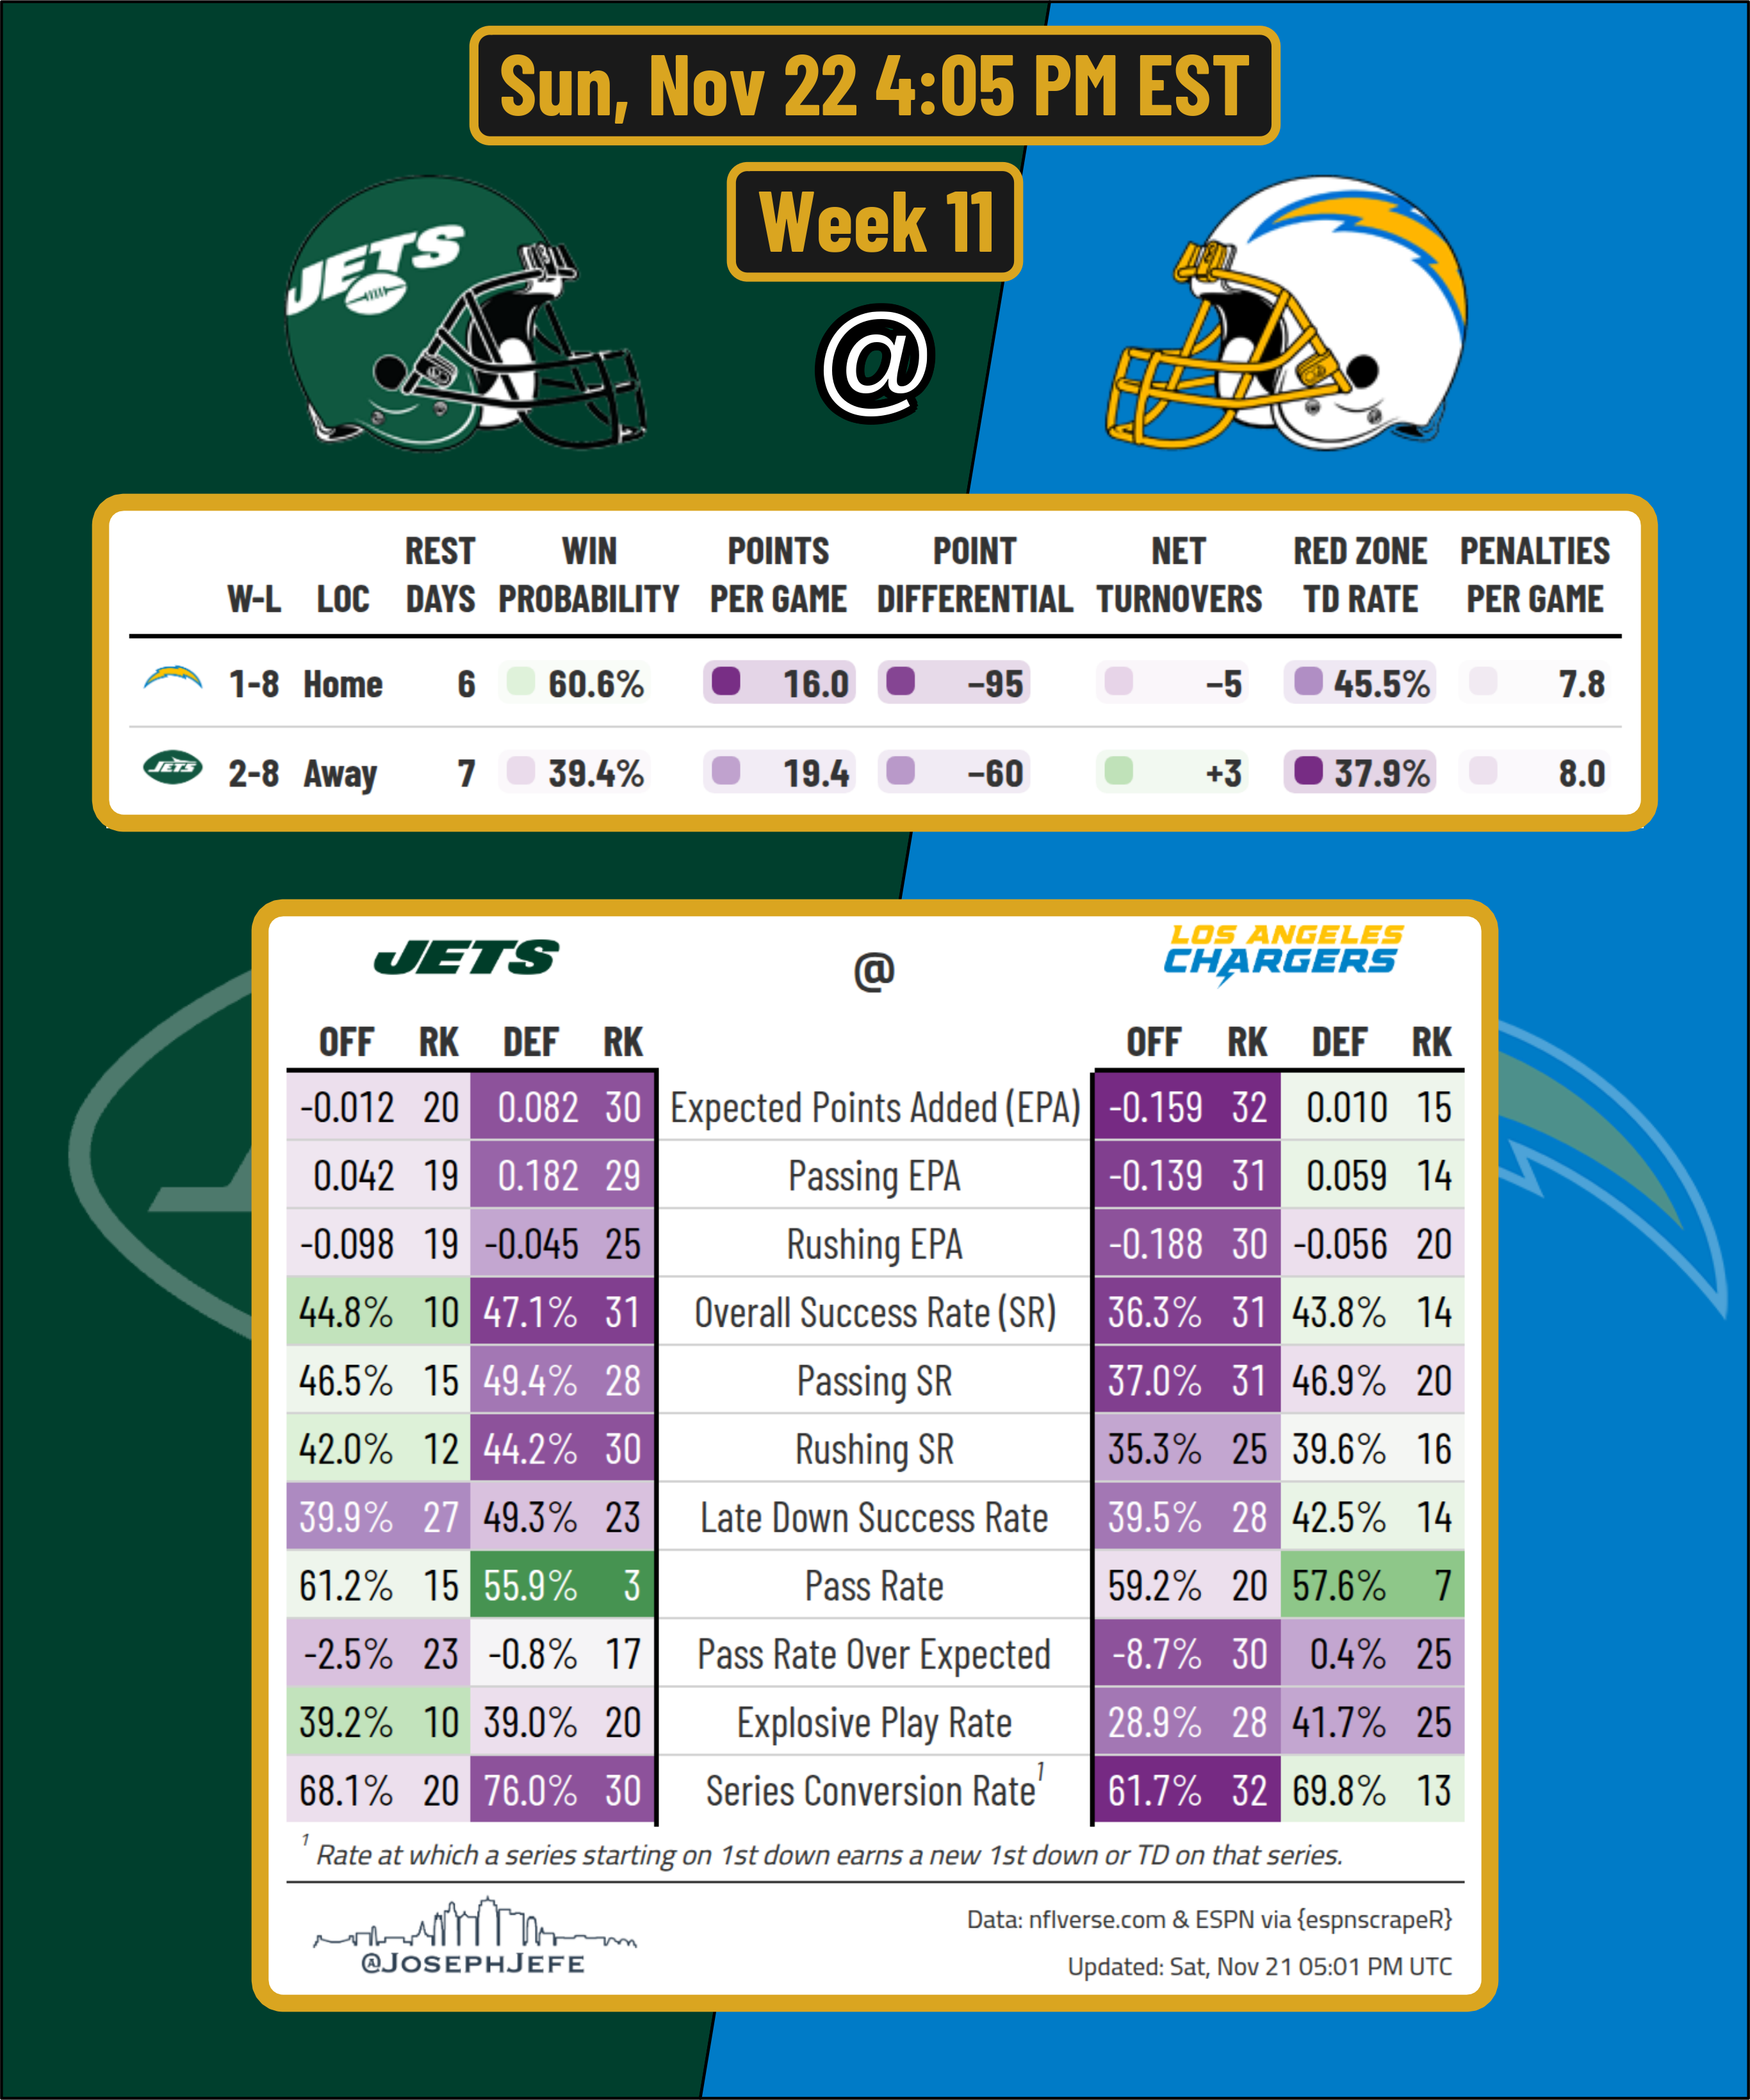 Sun, Nov 22 4:05 PM EST
Week 11
JETS
@
W-L LOC REST DAYS WIN PROBABILITY POINTS PER GAME POINT DIFFERENTIAL NET TURNOVERS RED ZONE TD RATE PENALTIES PER GAME
1-8 Home 6 60.6% 16.0 −95 −5 45.5% 7.8
JETS 2-8 Away 7 39.4% 19.4 −60 +3 37.9% 8.0
JETS @ LOS ANGELES CHARGERS
OFF RK DEF RK OFF RK DEF RK
-0.012 20 0.082 30 Expected Points Added (EPA) -0.159 32 0.010 15
0.042 19 0.182 29 Passing EPA -0.139 31 0.059 14
-0.098 19 -0.045 25 Rushing EPA -0.188 30 -0.056 20
44.8% 10 47.1% 31 Overall Success Rate (SR) 36.3% 31 43.8% 14
46.5% 15 49.4% 28 Passing SR 37.0% 31 46.9% 20
42.0% 12 44.2% 30 Rushing SR 35.3% 25 39.6% 16
39.9% 27 49.3% 23 Late Down Success Rate 39.5% 28 42.5% 14
61.2% 15 55.9% 3 Pass Rate 59.2% 20 57.6% 7
-2.5% 23 -0.8% 17 Pass Rate Over Expected -8.7% 30 0.4% 25
39.2% 10 39.0% 20 Explosive Play Rate 28.9% 28 41.7% 25
68.1% 20 76.0% 30 Series Conversion Rate1 61.7% 32 69.8% 13
1 Rate at which a series starting on 1st down earns a new 1st down or TD on that series.
@JOSEPHJEFE
Data: nflverse.com & ESPN via {espnscrapeR}
Updated: Sat, Nov 21 05:01 PM UTC